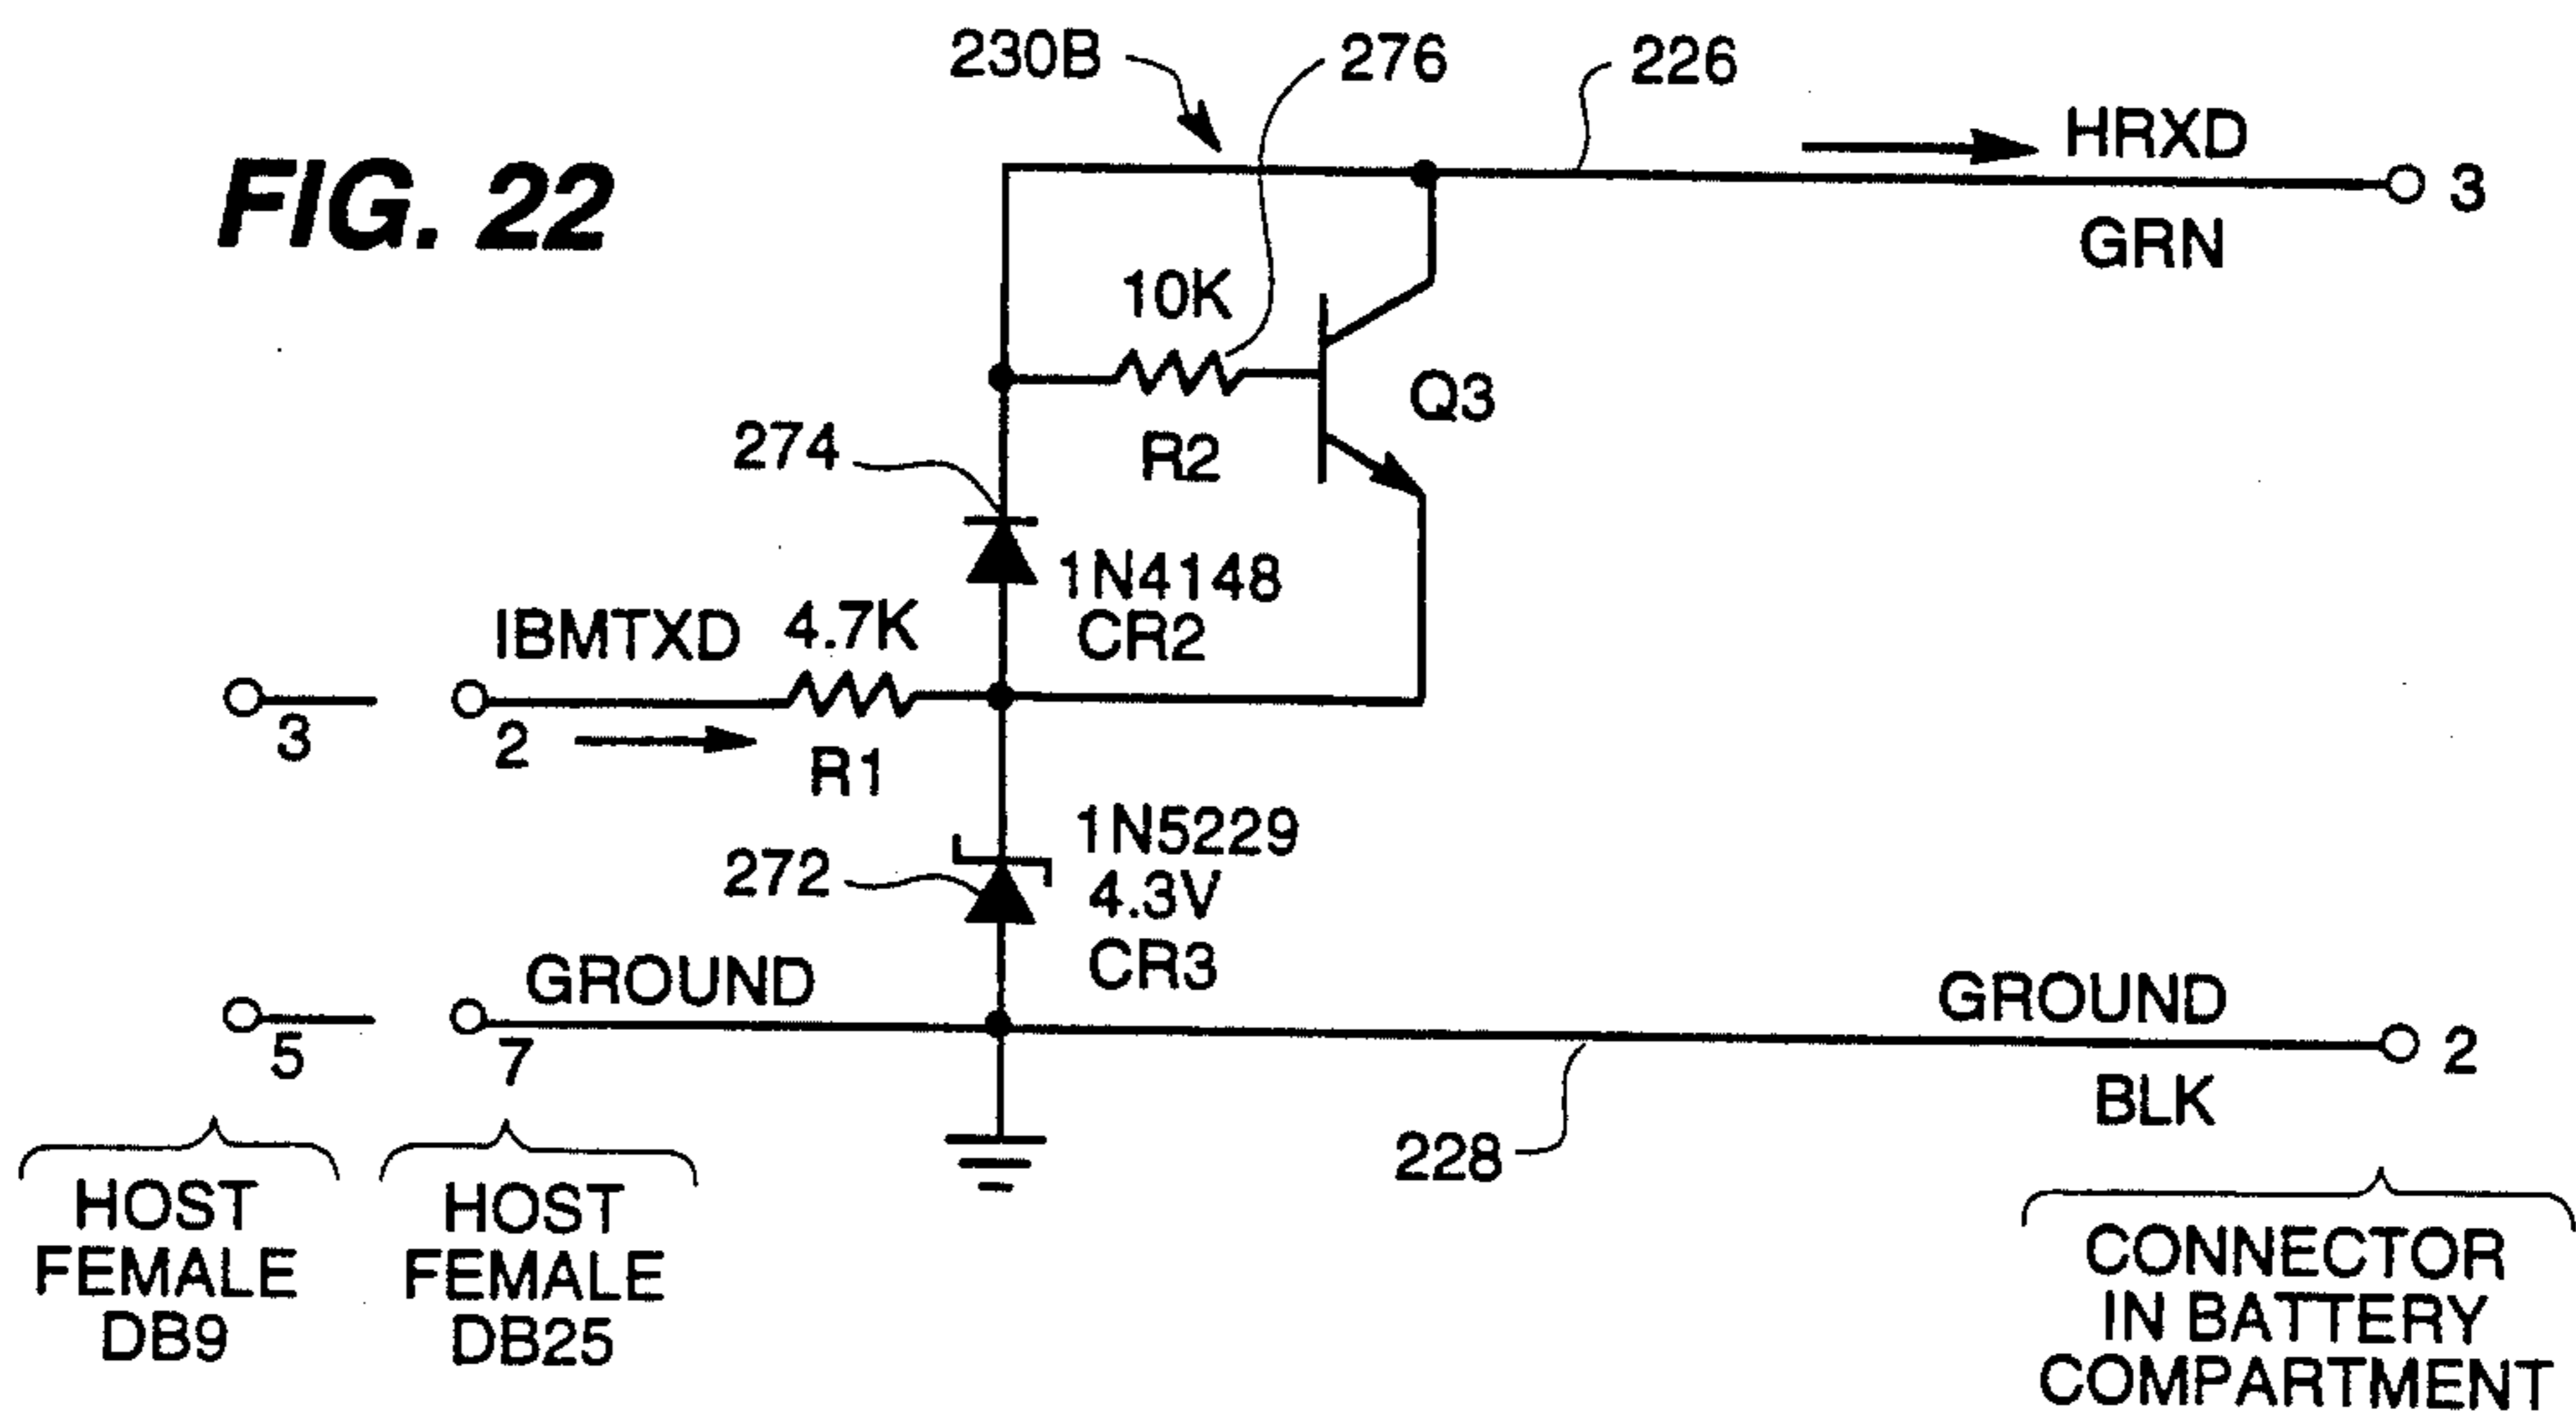 FIG. 22
230B
276
226
HRXD
3
GRN
10K
R2
Q3
274
1N4148
CR2
IBMTXD
4.7K
3
2
R1
1N5229
4.3V
CR3
272
GROUND
5
7
GROUND
2
BLK
228
HOST
FEMALE
DB9
HOST
FEMALE
DB25
CONNECTOR
IN BATTERY
COMPARTMENT